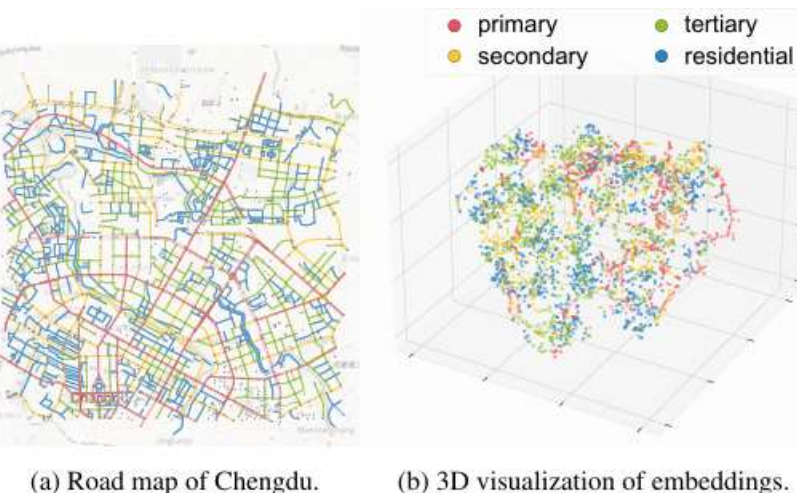 primary
tertiary
secondary
residential
(a) Road map of Chengdu.
(b) 3D visualization of embeddings.